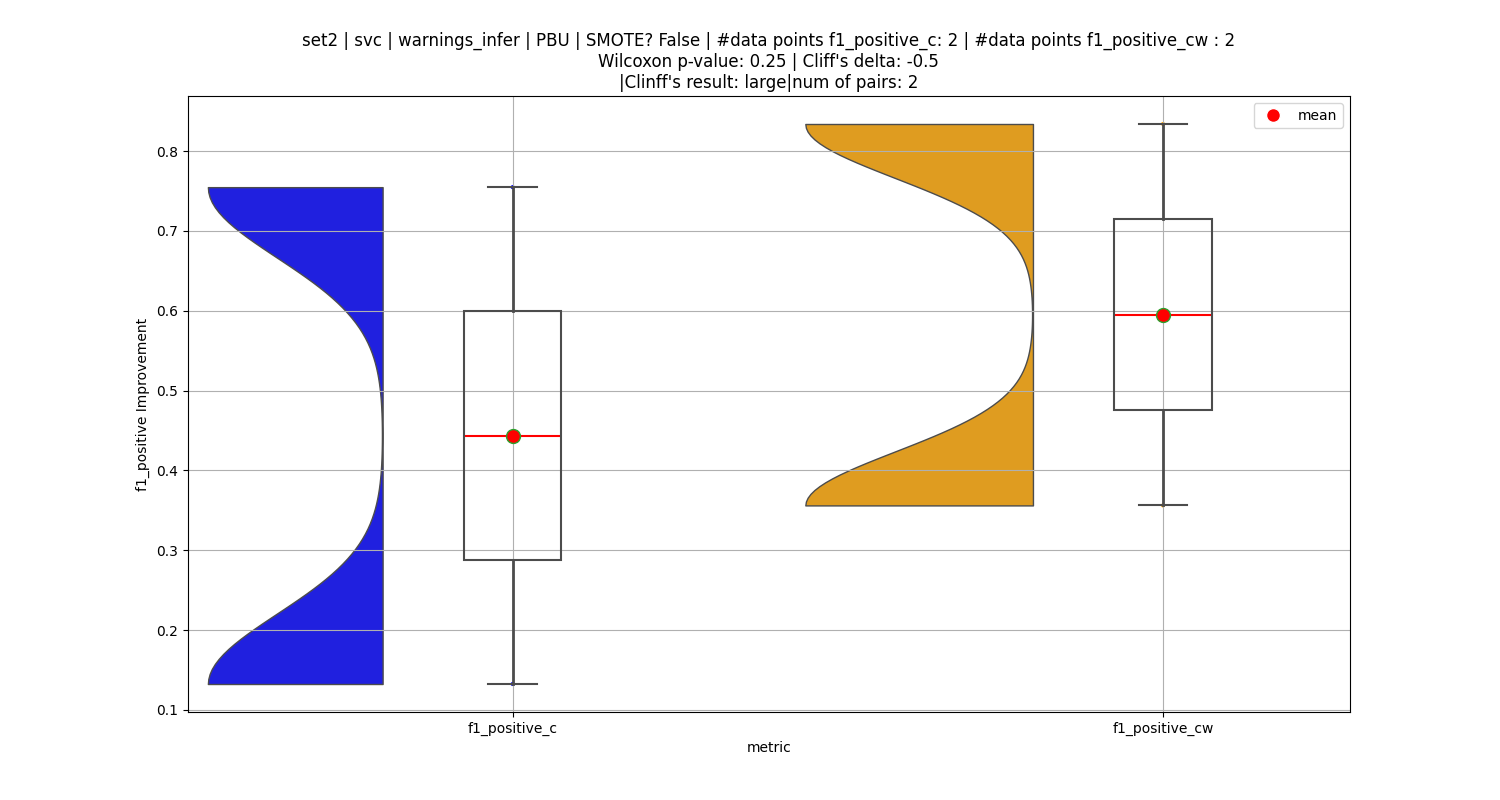 set2 | svc | warnings_infer | PBU | SMOTE? False | #data points f1_positive_c: 2 | #data points f1_positive_cw : 2
Wilcoxon p-value: 0.25 | Cliff's delta: -0.5
|Clinff's result: large|num of pairs: 2
mean
0.8
0.7
0.6
0.5
0.4
0.3
0.2
0.1
f1_positive Improvement
f1_positive_c
f1_positive_cw
metric